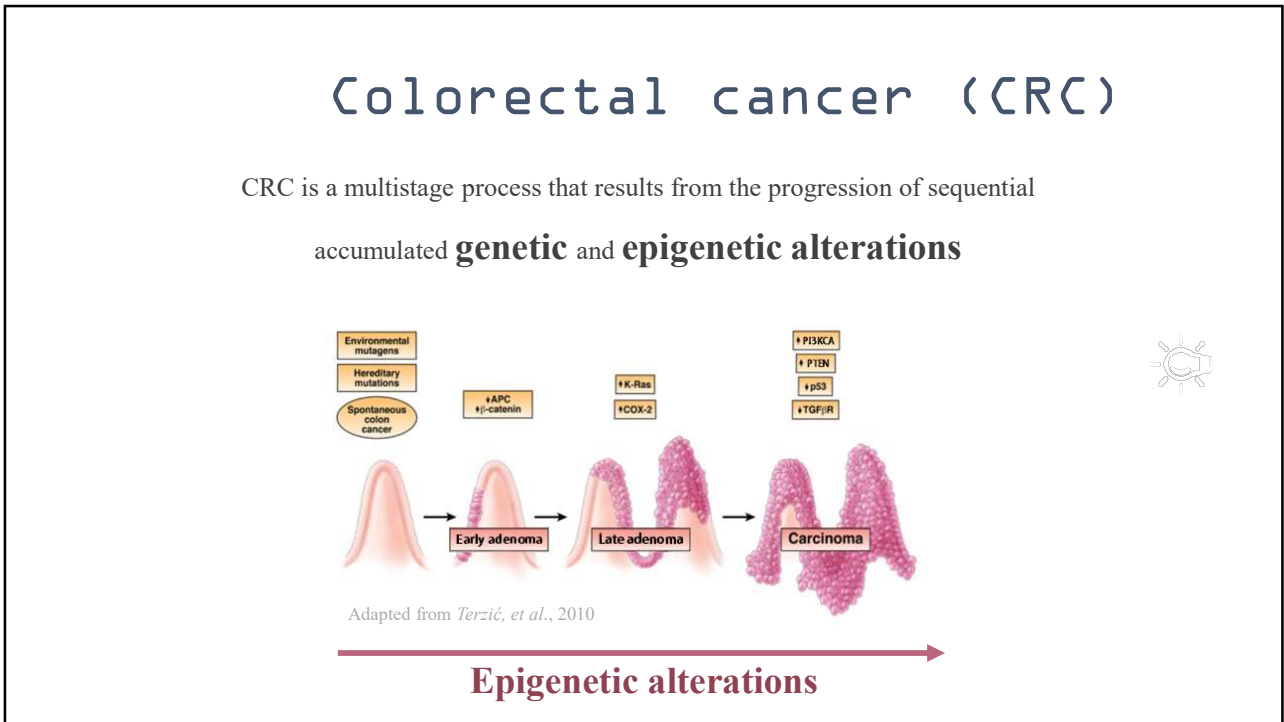 Colorectal cancer (CRC)
CRC is a multistage process that results from the progression of sequential
accumulated genetic and epigenetic alterations
Environmental
mutagens
Hereditary
mutations
Spontaneous
colon
cancer
APC
β-catenin
K-Ras
COX-2
PI3KCA
PTEN
p53
TGFβR
Early adenoma
Late adenoma
Carcinoma
Adapted from Terzić, et al., 2010
Epigenetic alterations